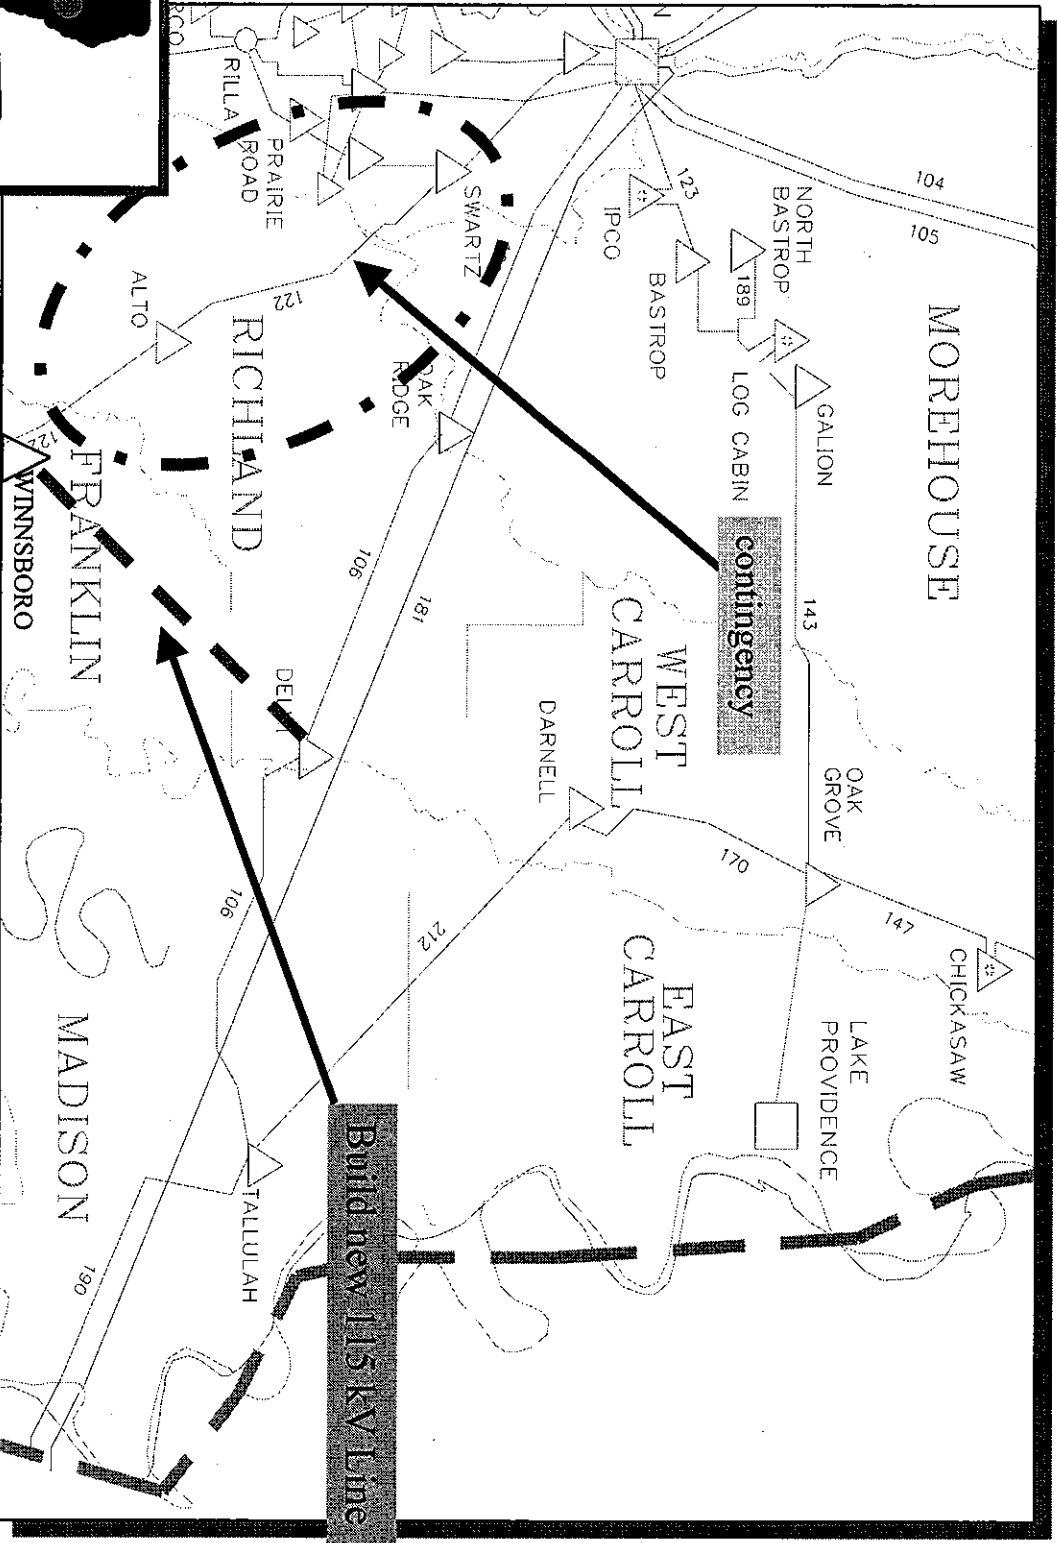 MOREHOUSE
104
105
NORTH
BASTROP
GALION
143
OAK
GROVE
147
CHICKASAW
LAKE
PROVIDENCE
189
LOG CABIN
contingency
123
IPCO
BASTROP
WEST
CARROLL
170
EAST
CARROLL
DARNELL
SWARTZ
OAK
RIDGE
106
181
212
RILLA
PRAIRIE
ROAD
122
RICHLAND
ALTO
106
TALLULAH
Build new 115 kV Line
FRANKLIN
WINNSBORO
MADISON
190